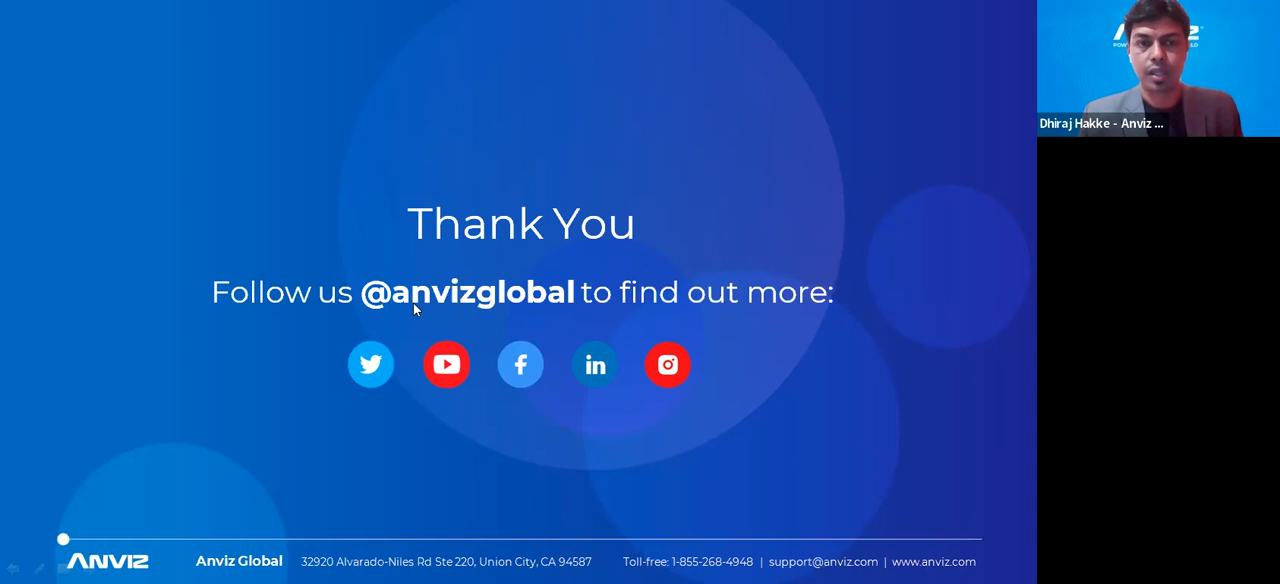 Thank You
Follow us @anvizglobal to find out more:
ANVIZ Anviz Global 32920 Alvarado-Niles Rd Ste 220, Union City, CA 94587 Toll-free: 1-855-268-4948 | support@anviz.com | www.anviz.com
Dhiraj Hakke - Anviz ...